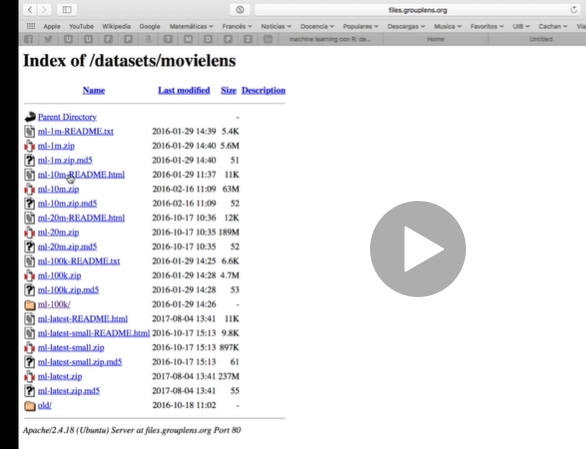 files.grouplens.org
Apple YouTube Wikipedia Google Matemáticas Francés Noticias Docencia Populares Descargas Musica Favoritos UIB Cachan
machine learning con R: de... Home Untitled
Index of /datasets/movielens
Name Last modified Size Description
Parent Directory -
ml-1m-README.txt 2016-01-29 14:39 5.4K
ml-1m.zip 2016-01-29 14:40 5.6M
ml-1m.zip.md5 2016-01-29 14:40 51
ml-10m-README.html 2016-01-29 11:37 11K
ml-10m.zip 2016-02-16 11:09 63M
ml-10m.zip.md5 2016-02-16 11:09 52
ml-20m-README.html 2016-10-17 10:36 12K
ml-20m.zip 2016-10-17 10:35 189M
ml-20m.zip.md5 2016-10-17 10:35 52
ml-100k-README.txt 2016-01-29 14:25 6.6K
ml-100k.zip 2016-01-29 14:28 4.7M
ml-100k.zip.md5 2016-01-29 14:28 53
ml-100k/ 2016-01-29 14:26 -
ml-latest-README.html 2017-08-04 13:41 11K
ml-latest-small-README.html 2016-10-17 15:13 9.8K
ml-latest-small.zip 2016-10-17 15:13 897K
ml-latest-small.zip.md5 2016-10-17 15:13 61
ml-latest.zip 2017-08-04 13:41 237M
ml-latest.zip.md5 2017-08-04 13:41 55
old/ 2016-10-18 11:02 -
Apache/2.4.18 (Ubuntu) Server at files.grouplens.org Port 80